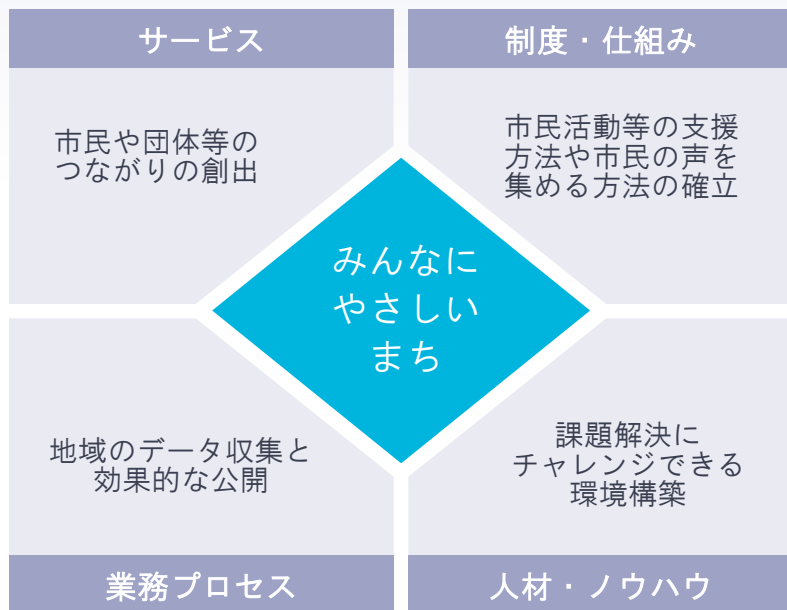 サービス
市民や団体等の
つながりの創出
制度・仕組み
市民活動等の支援
方法や市民の声を
集める方法の確立
みんなに
やさしい
まち
地域のデータ収集と
効果的な公開
業務プロセス
課題解決に
チャレンジできる
環境構築
人材・ノウハウ